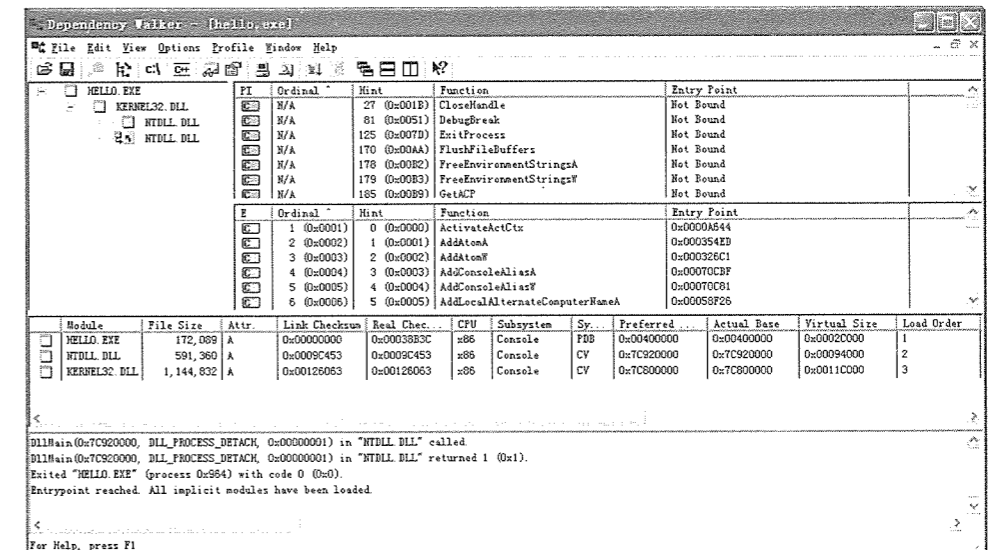 Dependency Walker - [hello.exe]
File Edit View Options Profile Window Help
HELLO.EXE
KERNEL32.DLL
NTDLL.DLL
NTDLL.DLL
PI Ordinal ^ Hint Function Entry Point
N/A 27 (0x001B) CloseHandle Not Bound
N/A 81 (0x0051) DebugBreak Not Bound
N/A 125 (0x007D) ExitProcess Not Bound
N/A 170 (0x00AA) FlushFileBuffers Not Bound
N/A 178 (0x00B2) FreeEnvironmentStringsA Not Bound
N/A 179 (0x00B3) FreeEnvironmentStringsW Not Bound
N/A 185 (0x00B9) GetACP Not Bound
E Ordinal ^ Hint Function Entry Point
1 (0x0001) 0 (0x0000) ActivateActCtx 0x0000A644
2 (0x0002) 1 (0x0001) AddAtomA 0x000354ED
3 (0x0003) 2 (0x0002) AddAtomW 0x000326C1
4 (0x0004) 3 (0x0003) AddConsoleAliasA 0x00070CBF
5 (0x0005) 4 (0x0004) AddConsoleAliasW 0x00070C81
6 (0x0006) 5 (0x0005) AddLocalAlternateComputerNameA 0x00058F26
Module File Size Attr. Link Checksum Real Chec... CPU Subsystem Sy... Preferred ... Actual Base Virtual Size Load Order
HELLO.EXE 172,089 A 0x00000000 0x00038B3C x86 Console PDB 0x00400000 0x00400000 0x0002C000 1
NTDLL.DLL 591,360 A 0x0009C453 0x0009C453 x86 Console CV 0x7C920000 0x7C920000 0x00094000 2
KERNEL32.DLL 1,144,832 A 0x00126063 0x00126063 x86 Console CV 0x7C800000 0x7C800000 0x0011C000 3
DllMain(0x7C920000, DLL_PROCESS_DETACH, 0x00000001) in "NTDLL.DLL" called.
DllMain(0x7C920000, DLL_PROCESS_DETACH, 0x00000001) in "NTDLL.DLL" returned 1 (0x1).
Exited "HELLO.EXE" (process 0x964) with code 0 (0x0).
Entrypoint reached. All implicit modules have been loaded.
For Help, press F1